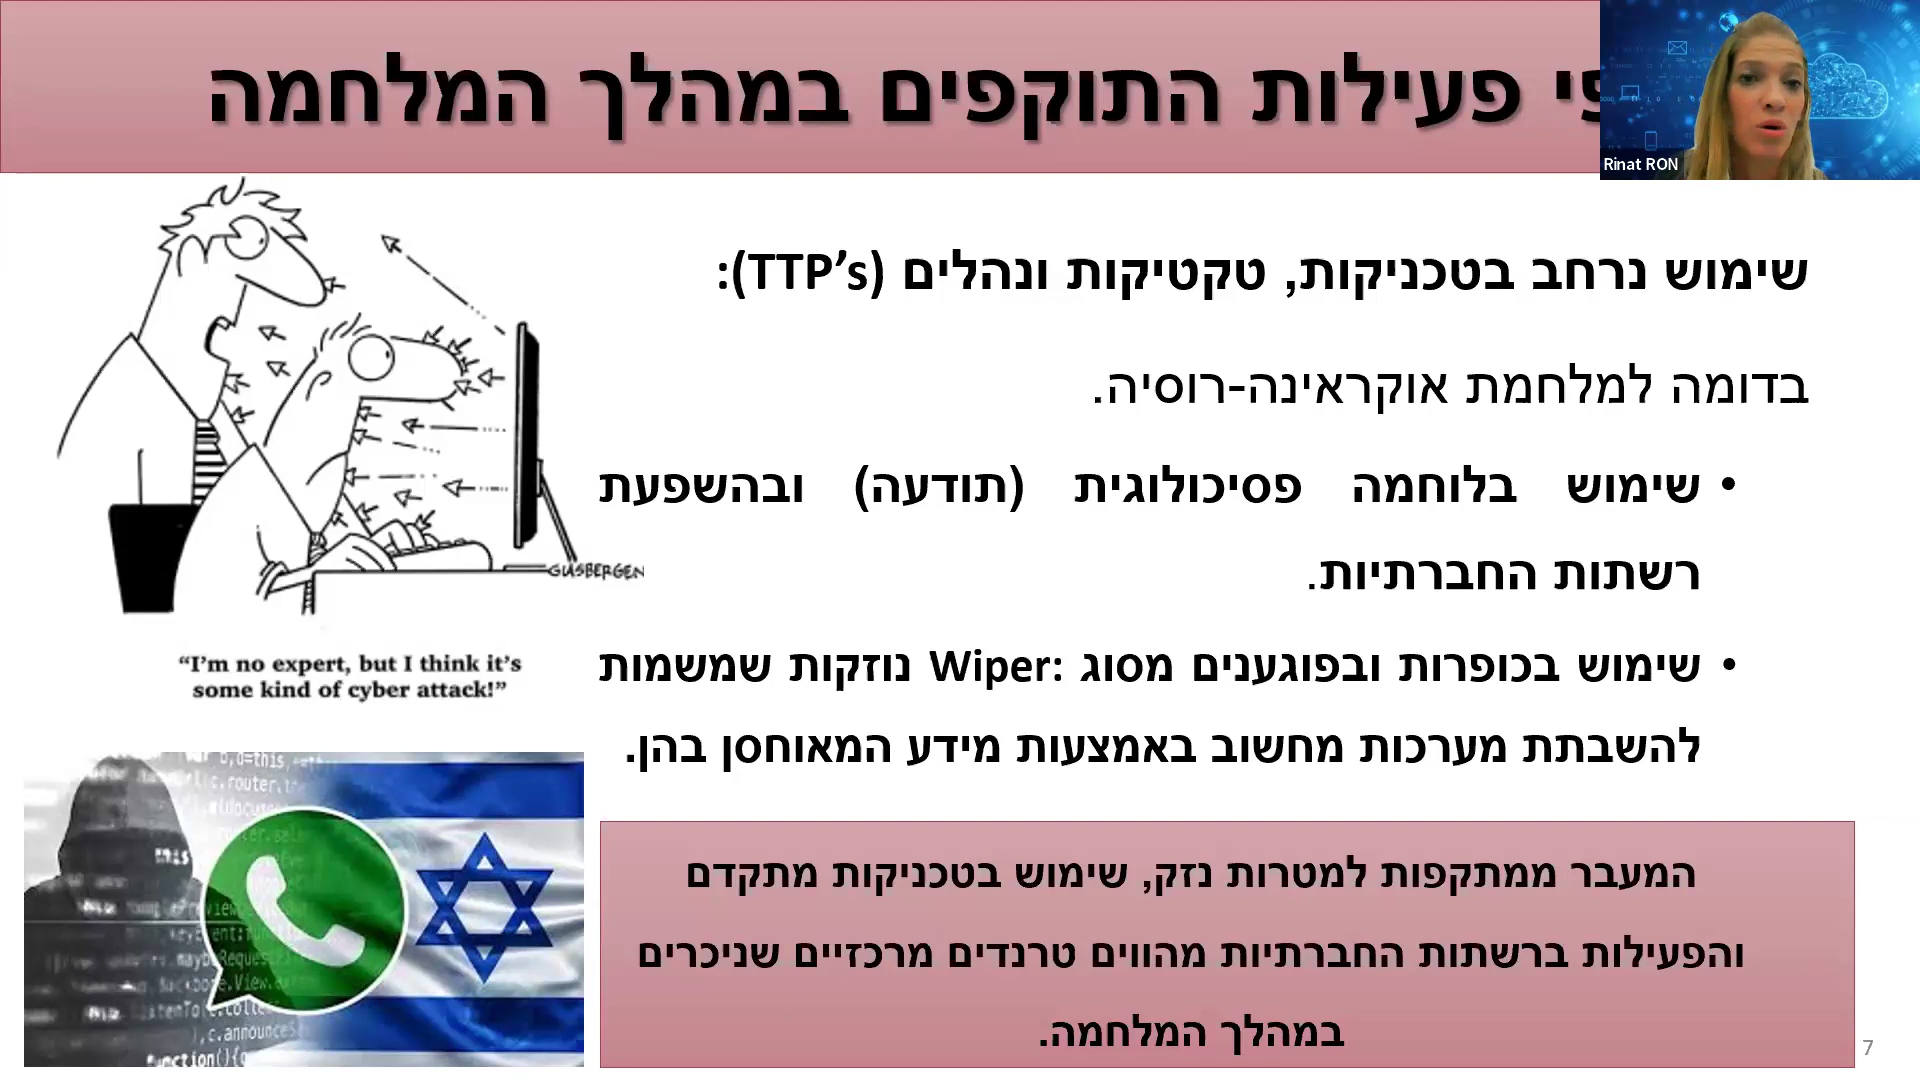 פי פעילות התוקפים במהלך המלחמה
Rinat RON
שימוש נרחב בטכניקות, טקטיקות ונהלים (TTP’s):
בדומה למלחמת אוקראינה-רוסיה.
• שימוש בלוחמה פסיכולוגית (תודעה) ובהשפעת
רשתות החברתיות.
• שימוש בכופרות ובפוגענים מסוג Wiper: נוזקות שמשמות
להשבתת מערכות מחשוב באמצעות מידע המאוחסן בהן.
המעבר ממתקפות למטרות נזק, שימוש בטכניקות מתקדם
והפעילות ברשתות החברתיות מהווים טרנדים מרכזיים שניכרים
במהלך המלחמה.
GLASBERGEN
“I’m no expert, but I think it’s
some kind of cyber attack!”
7